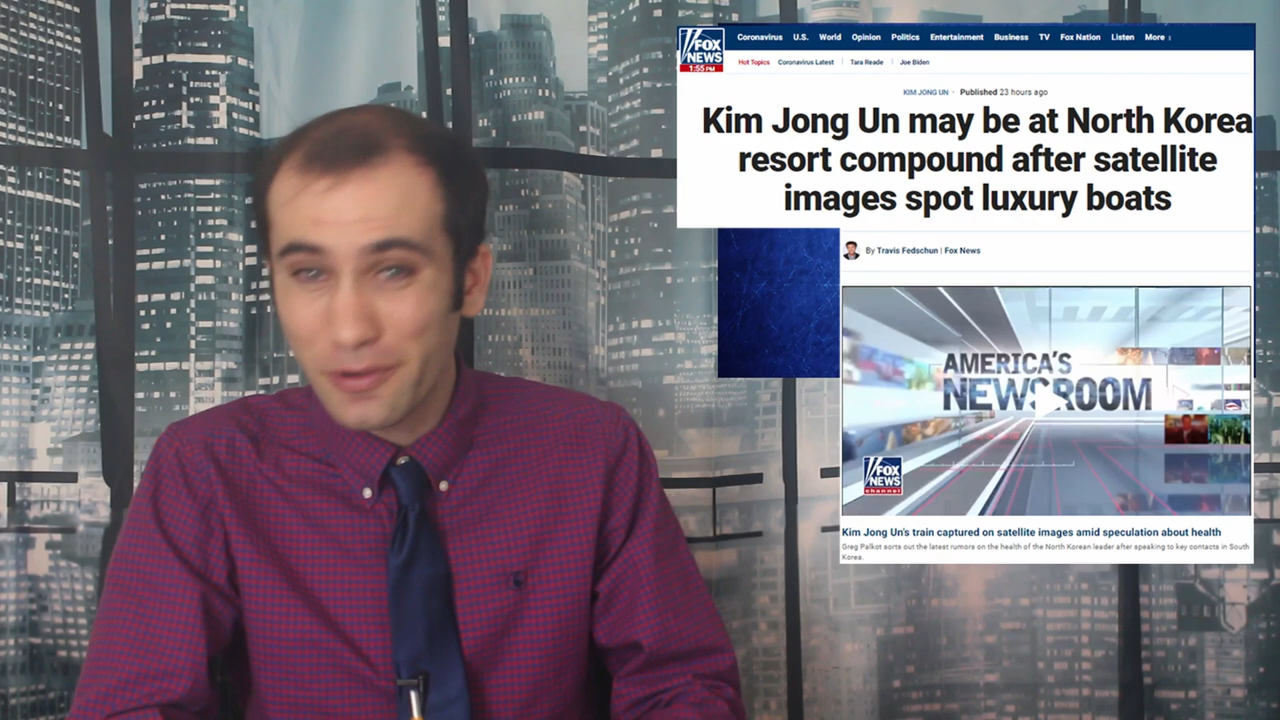 FOX
NEWS
1:55 PM
Coronavirus U.S. World Opinion Politics Entertainment Business TV Fox Nation Listen More
Hot Topics Coronavirus Latest Tara Reade Joe Biden
KIM JONG UN · Published 23 hours ago
Kim Jong Un may be at North Korea
resort compound after satellite
images spot luxury boats
By Travis Fedschun | Fox News
AMERICA'S
NEWSROOM
FOX
NEWS
channel
Kim Jong Un's train captured on satellite images amid speculation about health
Greg Palkot sorts out the latest rumors on the health of the North Korean leader after speaking to key contacts in South
Korea.